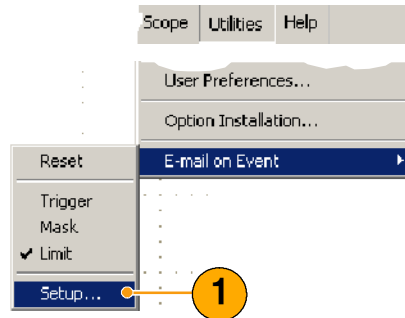 Scope Utilities Help
User Preferences...
Option Installation...
E-mail on Event
Reset
Trigger
Mask
Limit
Setup...
1